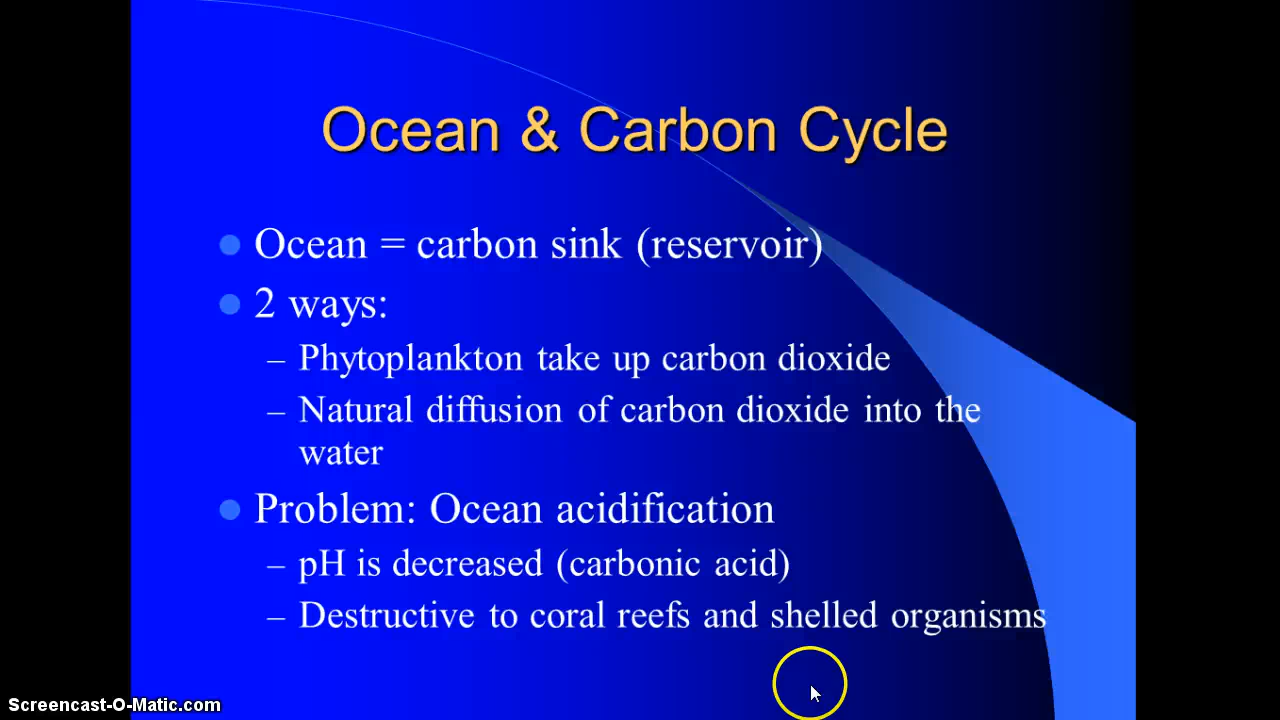 Ocean & Carbon Cycle
Ocean = carbon sink (reservoir)
2 ways:
– Phytoplankton take up carbon dioxide
– Natural diffusion of carbon dioxide into the
water
Problem: Ocean acidification
– pH is decreased (carbonic acid)
– Destructive to coral reefs and shelled organisms
Screencast-O-Matic.com